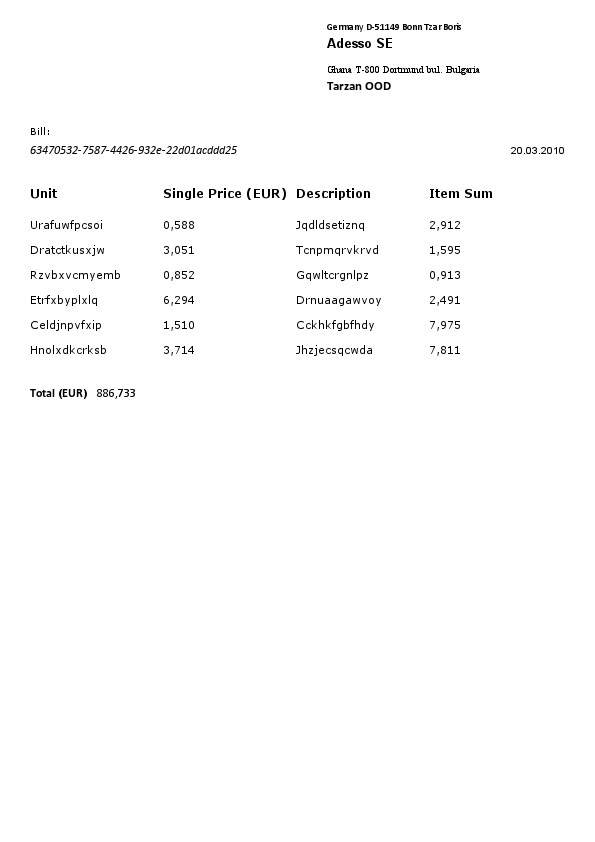 Germany D-51149 Bonn Tzar Boris
Adesso SE
Ghana T-800 Dortmund bul. Bulgaria
Tarzan OOD
Bill:
63470532-7587-4426-932e-22d01acddd25 20.03.2010
Unit Single Price (EUR) Description Item Sum
Urafuwfpcsoi 0,588 Jqdldsetiznq 2,912
Dratctkusxjw 3,051 Tcnpmqrvkrvd 1,595
Rzvbxvcmyemb 0,852 Gqwltcrgnlpz 0,913
Etrfxbyplxlq 6,294 Drnuaagawvoy 2,491
Celdjnpvfxip 1,510 Cckhkfgbfhdy 7,975
Hnolxdkcrksb 3,714 Jhzjecsqcwda 7,811
Total (EUR) 886,733